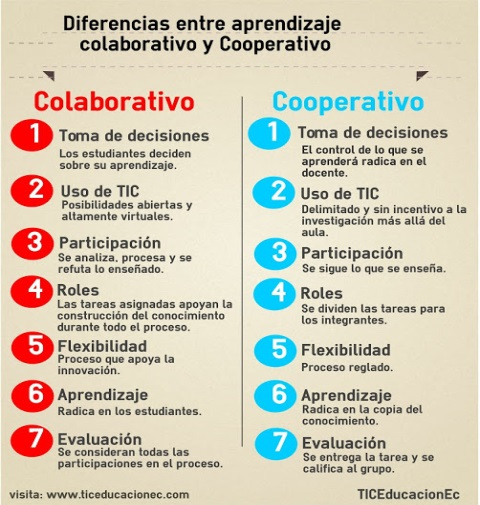 Diferencias entre aprendizaje
colaborativo y Cooperativo
Colaborativo
1 Toma de decisiones
Los estudiantes deciden
sobre su aprendizaje.
2 Uso de TIC
Posibilidades abiertas y
altamente virtuales.
3 Participación
Se analiza, procesa y se
refuta lo enseñado.
4 Roles
Las tareas asignadas apoyan la
construcción del conocimiento
durante todo el proceso.
5 Flexibilidad
Proceso que apoya la
innovación.
6 Aprendizaje
Radica en los estudiantes.
7 Evaluación
Se consideran todas las
participaciones en el proceso.
Cooperativo
1 Toma de decisiones
El control de lo que se
aprenderá radica en el
docente.
2 Uso de TIC
Delimitado y sin incentivo a la
investigación más allá del
aula.
3 Participación
Se sigue lo que se enseña.
4 Roles
Se dividen las tareas para
los integrantes.
5 Flexibilidad
Proceso reglado.
6 Aprendizaje
Radica en la copia del
conocimiento.
7 Evaluación
Se entrega la tarea y se
califica al grupo.
visita: www.ticeducacionec.com
TICEducacionEc